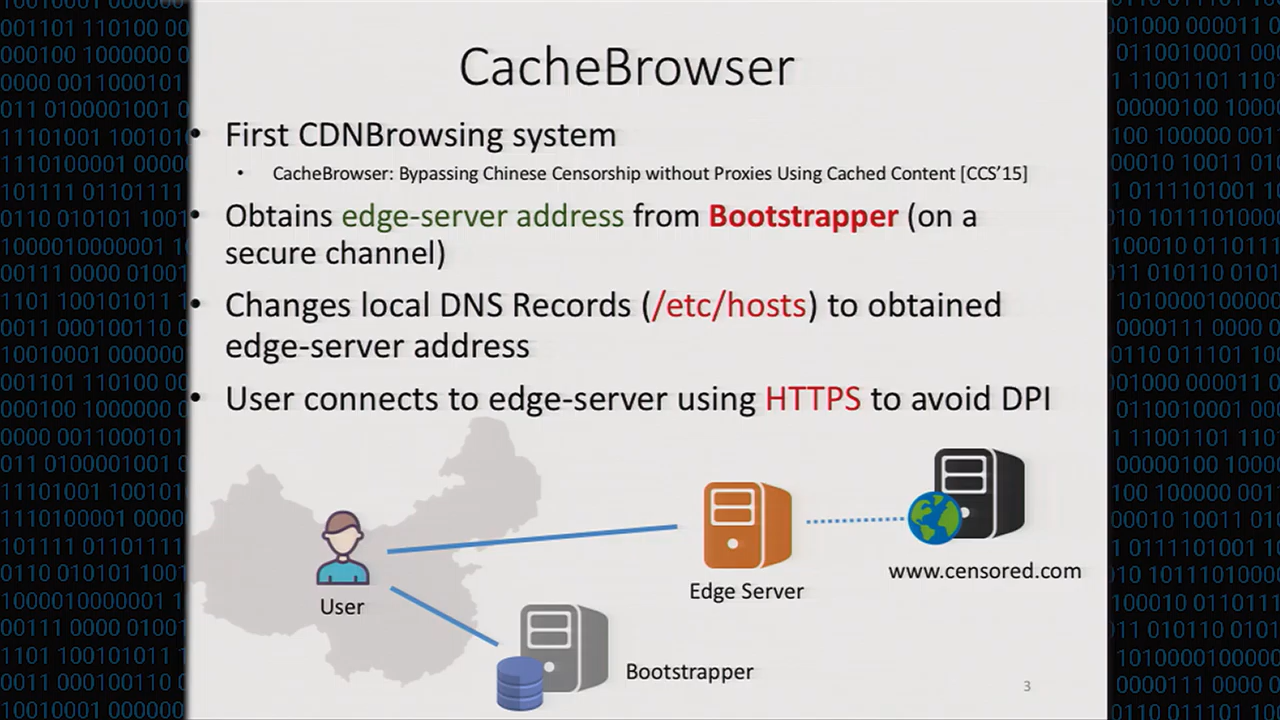 CacheBrowser
• First CDNBrowsing system
• CacheBrowser: Bypassing Chinese Censorship without Proxies Using Cached Content [CCS’15]
• Obtains edge-server address from Bootstrapper (on a
secure channel)
• Changes local DNS Records (/etc/hosts) to obtained
edge-server address
• User connects to edge-server using HTTPS to avoid DPI
www.censored.com
Edge Server
User
Bootstrapper
3